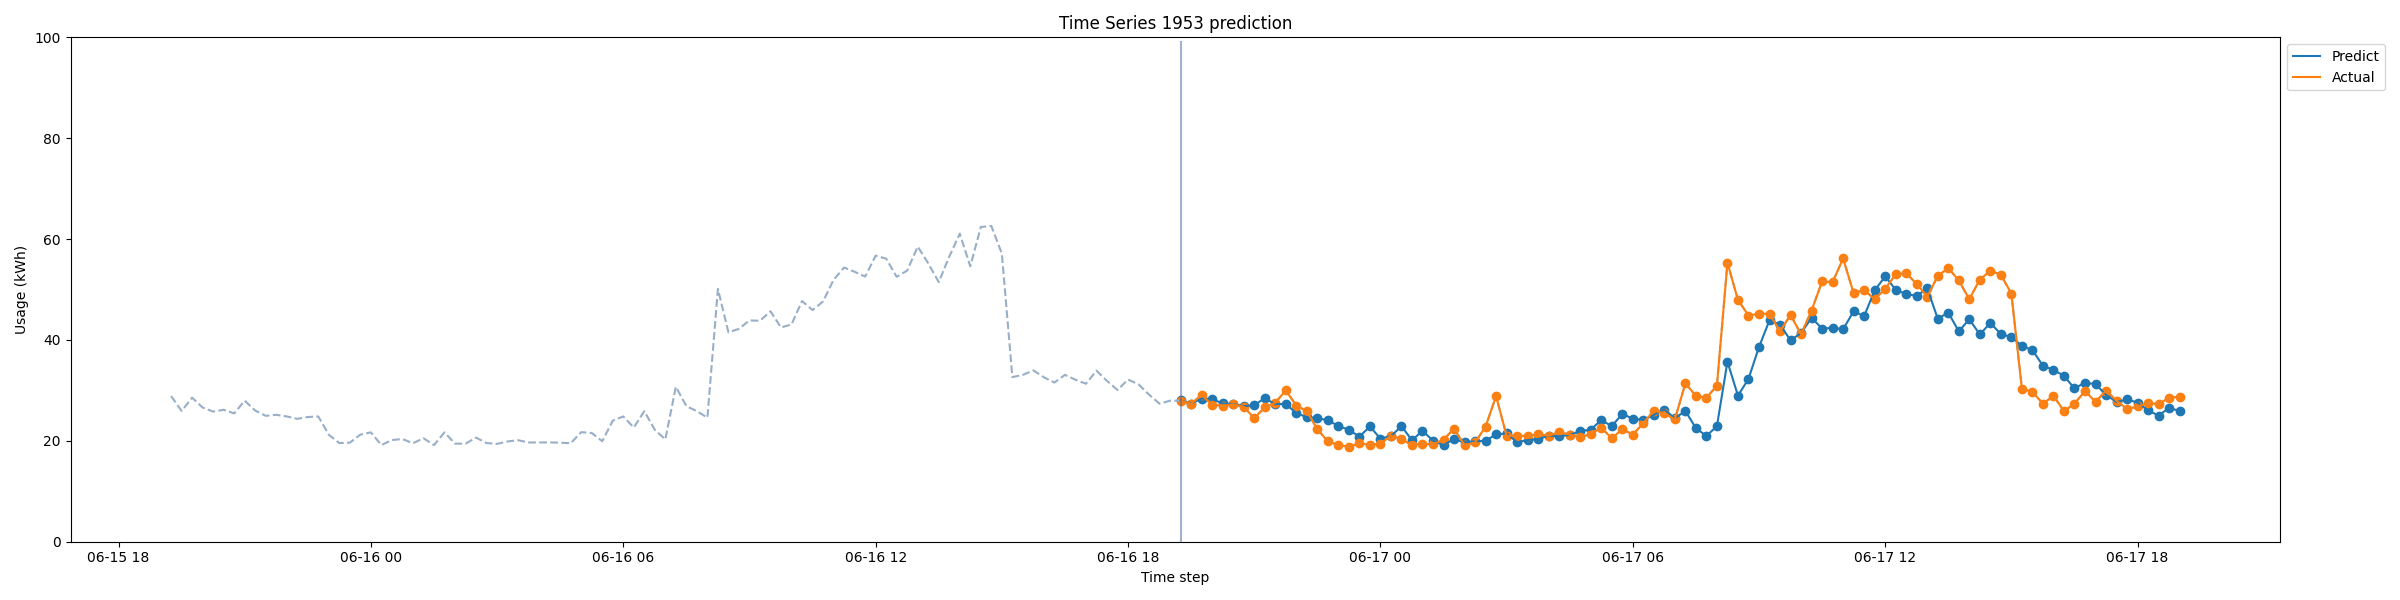 Time Series 1953 prediction
Predict
Actual
100
80
60
40
20
0
Usage (kWh)
06-15 18 06-16 00 06-16 06 06-16 12 06-16 18 06-17 00 06-17 06 06-17 12 06-17 18
Time step